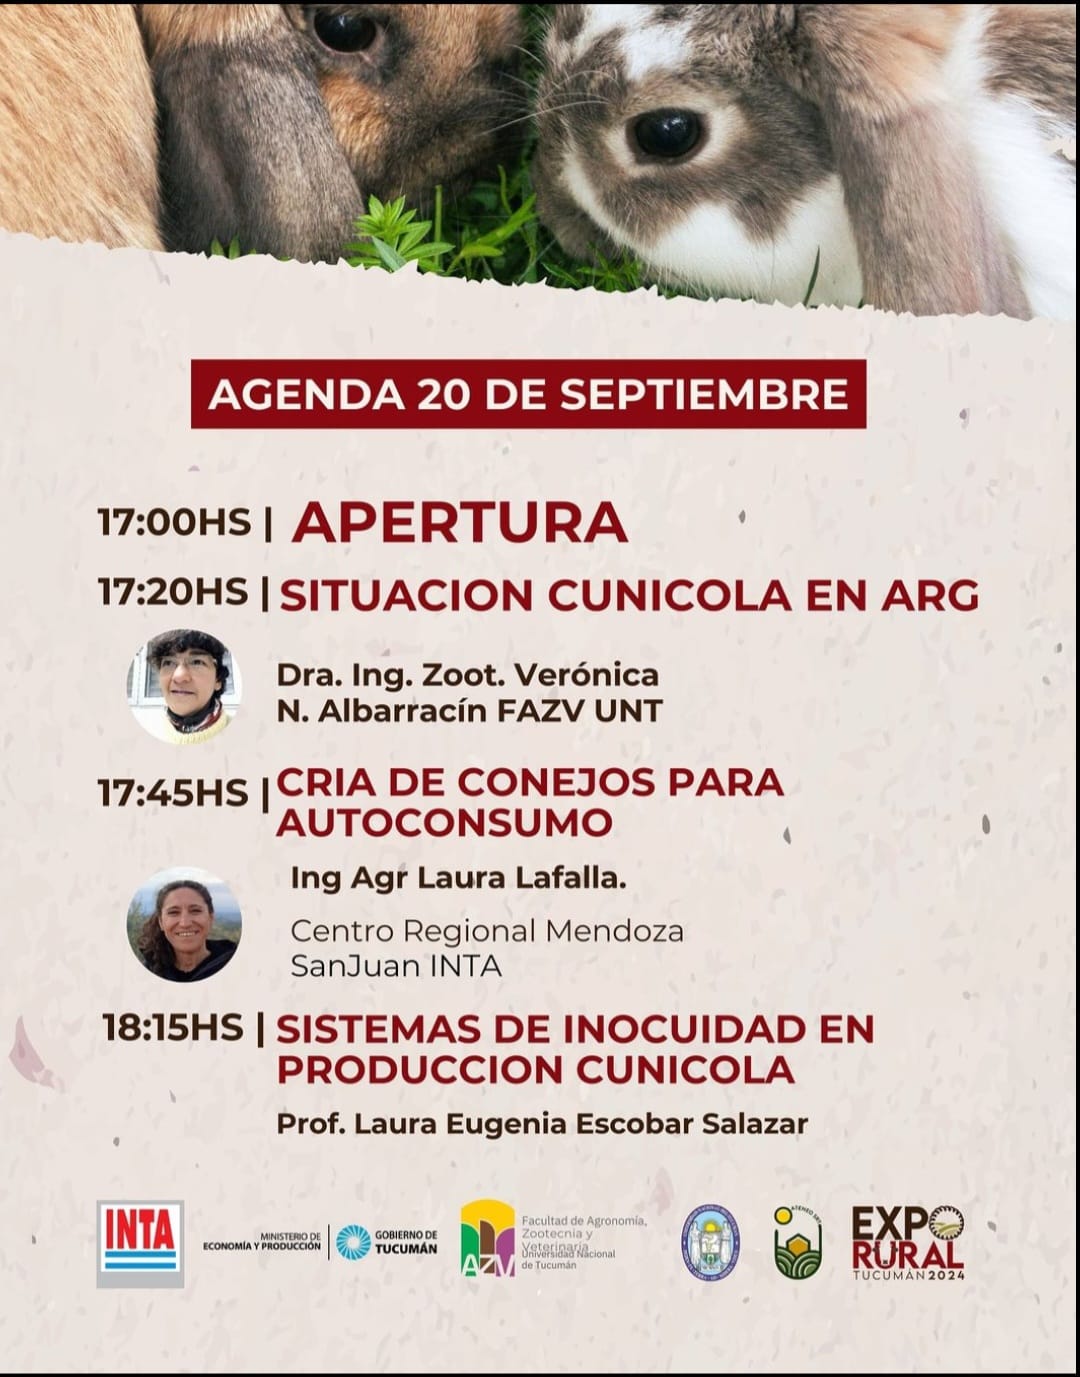 AGENDA 20 DE SEPTIEMBRE
17:00HS | APERTURA
17:20HS | SITUACION CUNICOLA EN ARG
Dra. Ing. Zoot. Verónica
N. Albarracín FAZV UNT
17:45HS | CRIA DE CONEJOS PARA
AUTOCONSUMO
Ing Agr Laura Lafalla.
Centro Regional Mendoza
SanJuan INTA
18:15HS | SISTEMAS DE INOCUIDAD EN
PRODUCCION CUNICOLA
Prof. Laura Eugenia Escobar Salazar
INTA
MINISTERIO DE
ECONOMÍA Y PRODUCCIÓN
GOBIERNO DE
TUCUMÁN
AZV
Facultad de Agronomía,
Zootecnia y
Veterinaria
Universidad Nacional
de Tucumán
EXPO
RURAL
TUCUMÁN 2024